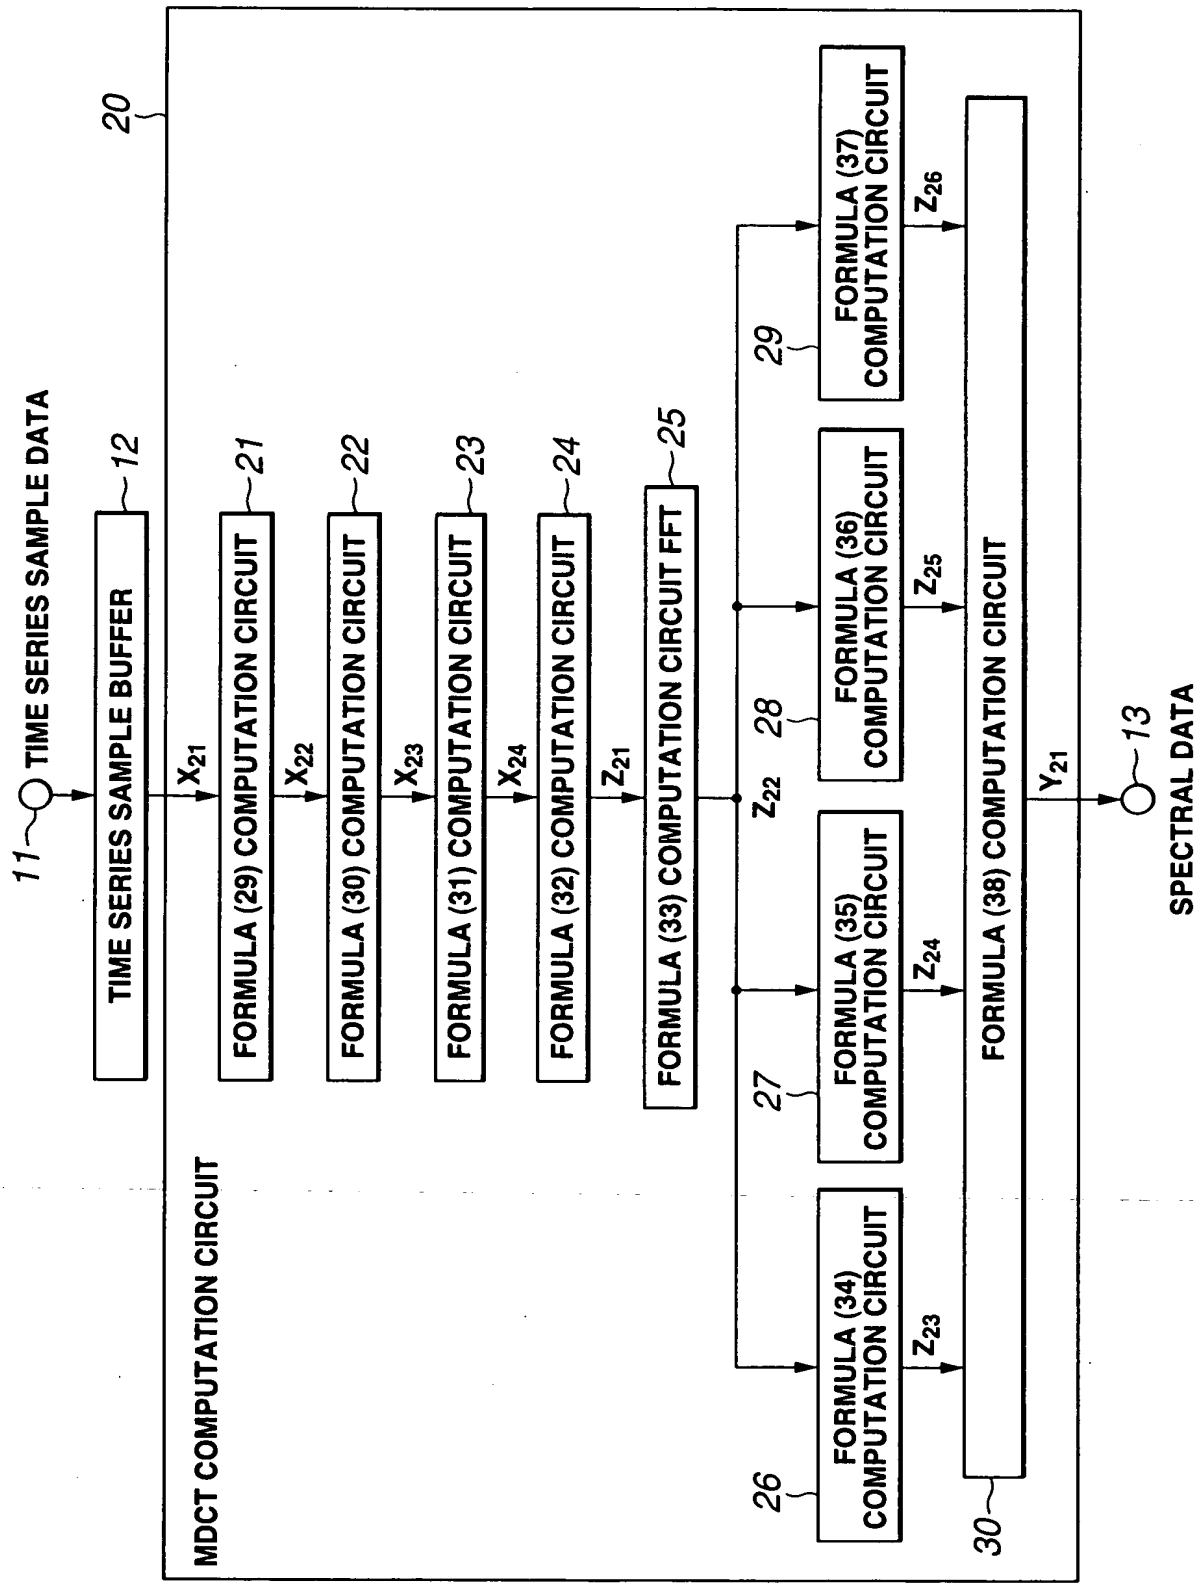 11
TIME SERIES SAMPLE DATA
TIME SERIES SAMPLE BUFFER
12
20
MDCT COMPUTATION CIRCUIT
X21
FORMULA (29) COMPUTATION CIRCUIT
21
X22
FORMULA (30) COMPUTATION CIRCUIT
22
X23
FORMULA (31) COMPUTATION CIRCUIT
23
X24
FORMULA (32) COMPUTATION CIRCUIT
24
Z21
FORMULA (33) COMPUTATION CIRCUIT FFT
25
Z22
26
FORMULA (34)
COMPUTATION CIRCUIT
27
FORMULA (35)
COMPUTATION CIRCUIT
28
FORMULA (36)
COMPUTATION CIRCUIT
29
FORMULA (37)
COMPUTATION CIRCUIT
Z23
Z24
Z25
Z26
30
FORMULA (38) COMPUTATION CIRCUIT
Y21
13
SPECTRAL DATA